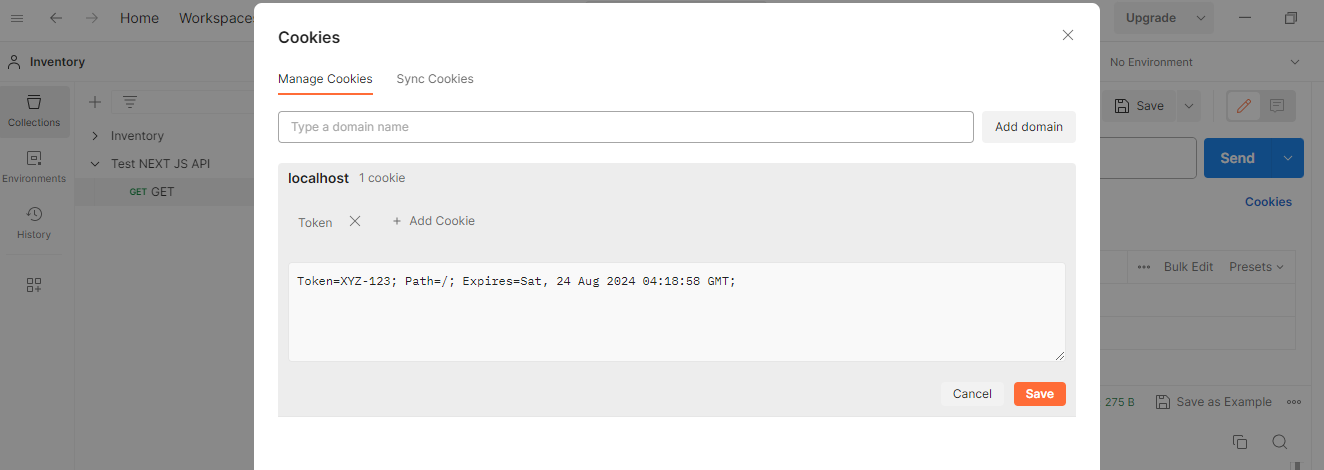 Home
Workspaces
Upgrade
Cookies
Inventory
Manage Cookies
Sync Cookies
No Environment
Collections
Type a domain name
Add domain
Save
Inventory
Test NEXT JS API
GET GET
Environments
History
localhost 1 cookie
Send
Cookies
Token
+ Add Cookie
Token=XYZ-123; Path=/; Expires=Sat, 24 Aug 2024 04:18:58 GMT;
Bulk Edit
Presets
Cancel
Save
275 B
Save as Example